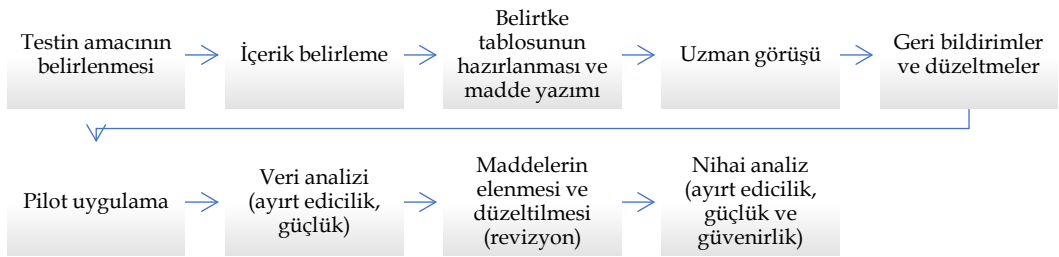 Testin amacının
belirlenmesi
İçerik belirleme
Belirtke
tablosunun
hazırlanması ve
madde yazımı
Uzman görüşü
Geri bildirimler
ve düzeltmeler
Pilot uygulama
Veri analizi
(ayırt edicilik,
güçlük)
Maddelerin
elenmesi ve
düzeltilmesi
(revizyon)
Nihai analiz
(ayırt edicilik,
güçlük ve
güvenirlik)